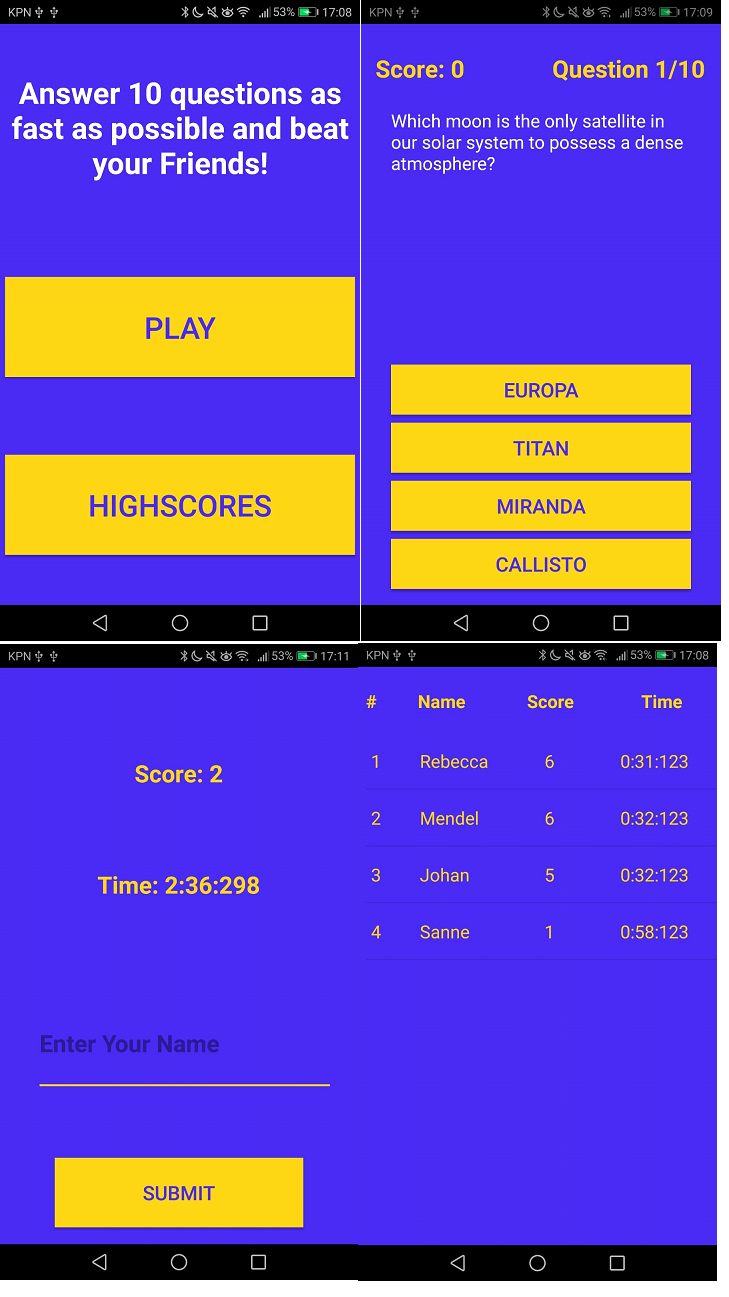 KPN 53% 17:08
Answer 10 questions as
fast as possible and beat
your Friends!
PLAY
HIGHSCORES
KPN 53% 17:09
Score: 0 Question 1/10
Which moon is the only satellite in
our solar system to possess a dense
atmosphere?
EUROPA
TITAN
MIRANDA
CALLISTO
KPN 53% 17:11
Score: 2
Time: 2:36:298
Enter Your Name
SUBMIT
KPN 53% 17:08
# Name Score Time
1 Rebecca 6 0:31:123
2 Mendel 6 0:32:123
3 Johan 5 0:32:123
4 Sanne 1 0:58:123